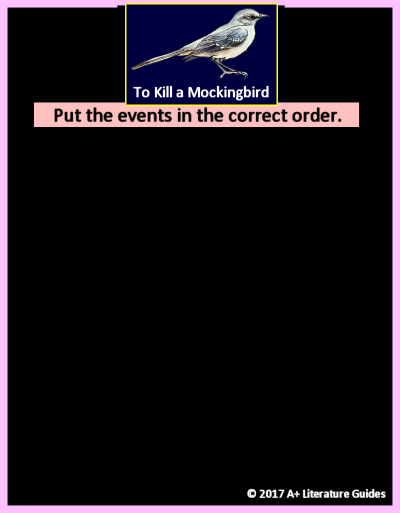 To Kill a Mockingbird
Put the events in the correct order.
© 2017 A+ Literature Guides